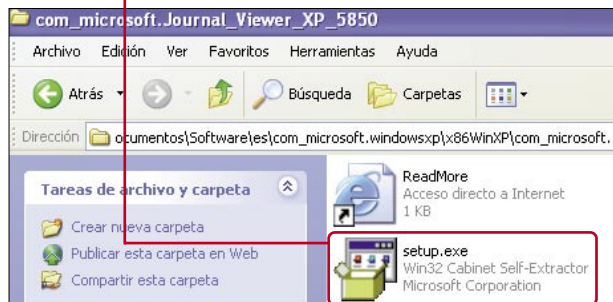 com_microsoft.Journal_Viewer_XP_5850
Archivo Edición Ver Favoritos Herramientas Ayuda
Atrás Búsqueda Carpetas
Dirección ocumentos\Software\es\com_microsoft.windowsxp\x86WinXP\com_microsoft.
Tareas de archivo y carpeta
Crear nueva carpeta
Publicar esta carpeta en Web
Compartir esta carpeta
ReadMore
Acceso directo a Internet
1 KB
setup.exe
Win32 Cabinet Self-Extractor
Microsoft Corporation